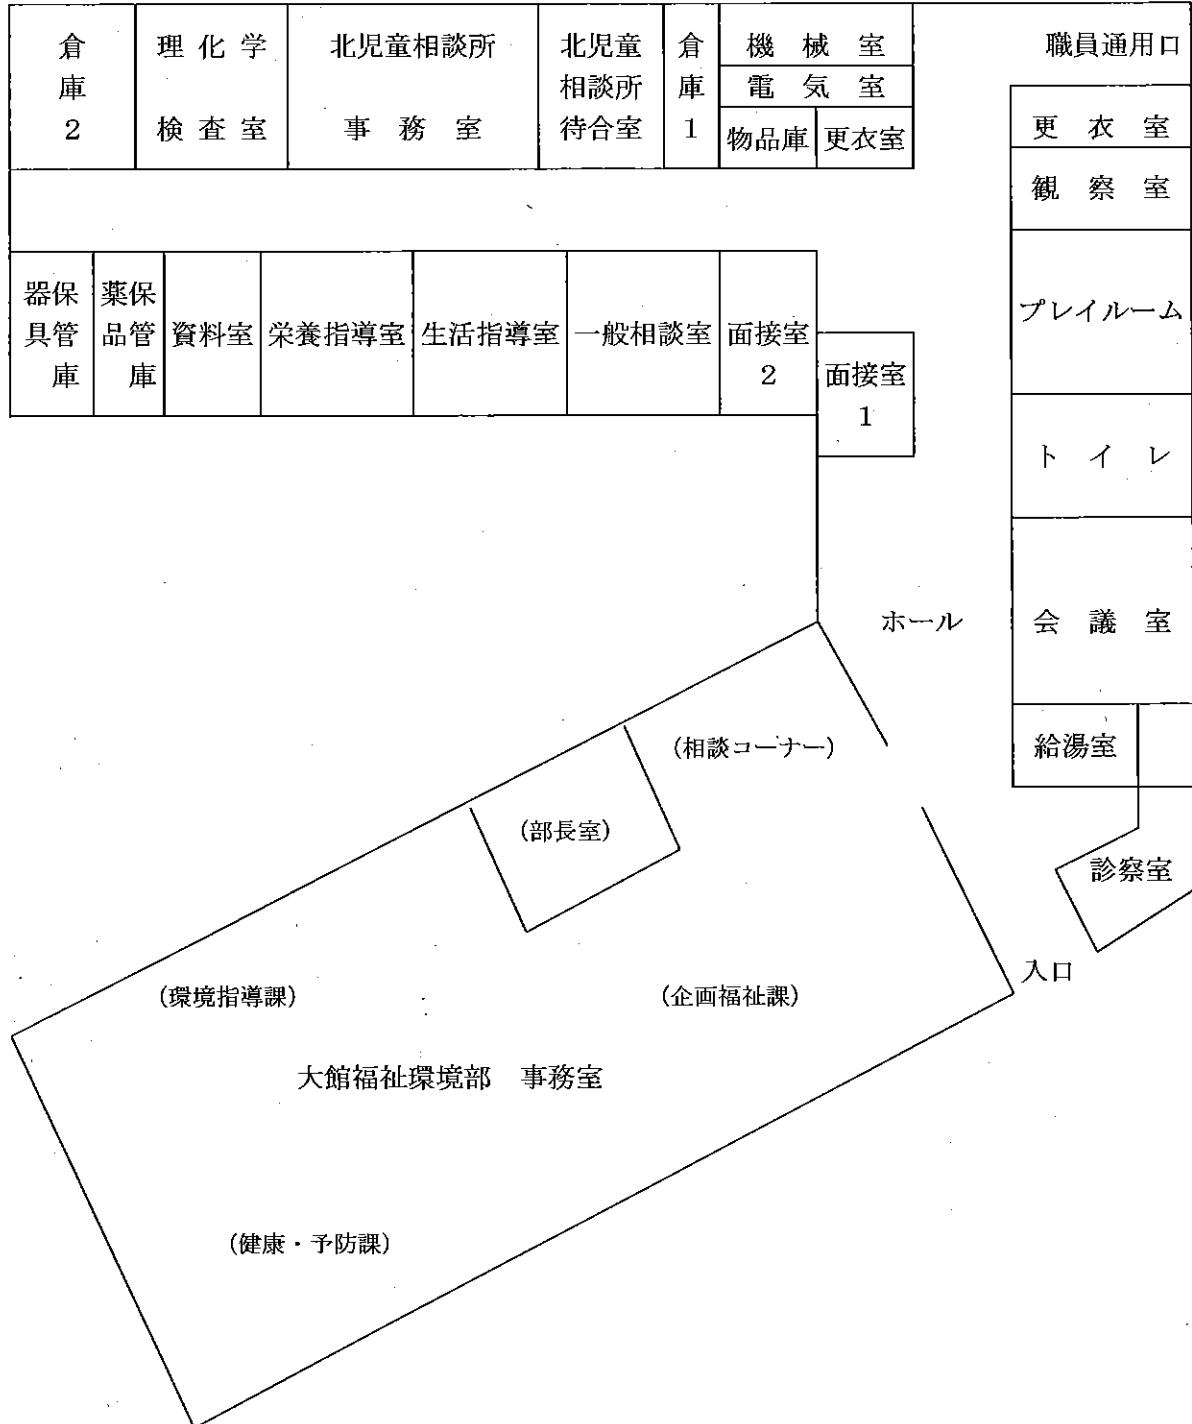 倉庫2
理化学
検査室
北児童相談所
事務室
北児童
相談所
待合室
倉庫1
機械室
電気室
物品庫
更衣室
職員通用口
更衣室
観察室
プレイルーム
トイレ
会議室
給湯室
診察室
器具保管庫
薬品保管庫
資料室
栄養指導室
生活指導室
一般相談室
面接室
2
面接室
1
ホール
(相談コーナー)
(部長室)
入口
(環境指導課)
(企画福祉課)
大館福祉環境部 事務室
(健康・予防課)